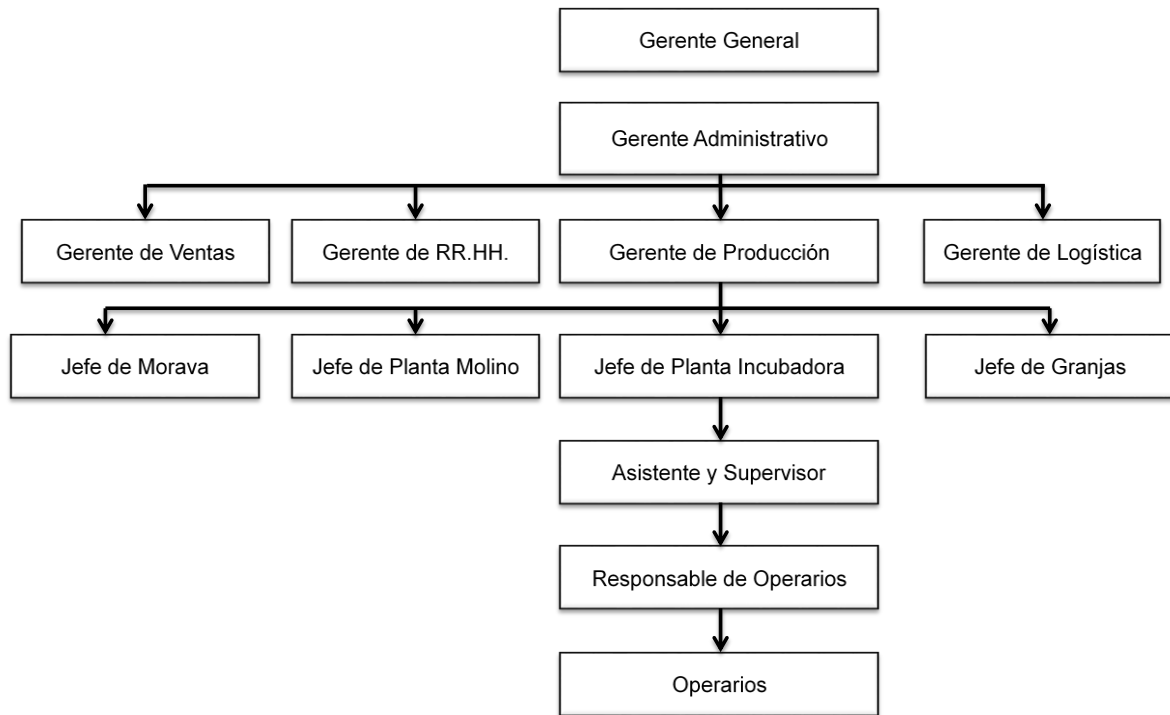 Gerente General
Gerente Administrativo
Gerente de Ventas
Gerente de RR.HH.
Gerente de Producción
Gerente de Logística
Jefe de Morava
Jefe de Planta Molino
Jefe de Planta Incubadora
Jefe de Granjas
Asistente y Supervisor
Responsable de Operarios
Operarios